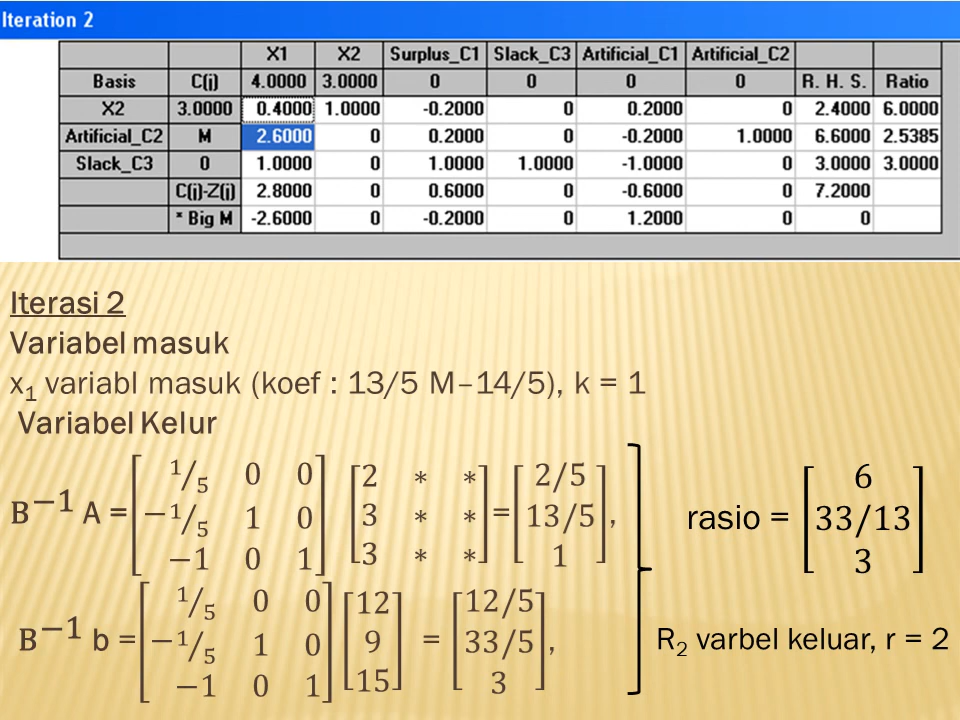 Iteration 2
X1 X2 Surplus_C1 Slack_C3 Artificial_C1 Artificial_C2
Basis C(j) 4.0000 3.0000 0 0 0 0 R. H. S. Ratio
X2 3.0000 0.4000 1.0000 -0.2000 0 0.2000 0 2.4000 6.0000
Artificial_C2 M 2.6000 0 0.2000 0 -0.2000 1.0000 6.6000 2.5385
Slack_C3 0 1.0000 0 1.0000 1.0000 -1.0000 0 3.0000 3.0000
C(j)-Z(j) 2.8000 0 0.6000 0 -0.6000 0 7.2000
* Big M -2.6000 0 -0.2000 0 1.2000 0 0
Iterasi 2
Variabel masuk
x₁ variabl masuk (koef : 13/5 M–14/5), k = 1
Variabel Kelur
B⁻¹ A = [ ¹/₅ 0 0 ; −¹/₅ 1 0 ; −1 0 1 ] [ 2 * * ; 3 * * ; 3 * * ] = [ 2/5 ; 13/5 ; 1 ],
rasio = [ 6 ; 33/13 ; 3 ]
B⁻¹ b = [ ¹/₅ 0 0 ; −¹/₅ 1 0 ; −1 0 1 ] [ 12 ; 9 ; 15 ] = [ 12/5 ; 33/5 ; 3 ],
R₂ varbel keluar, r = 2